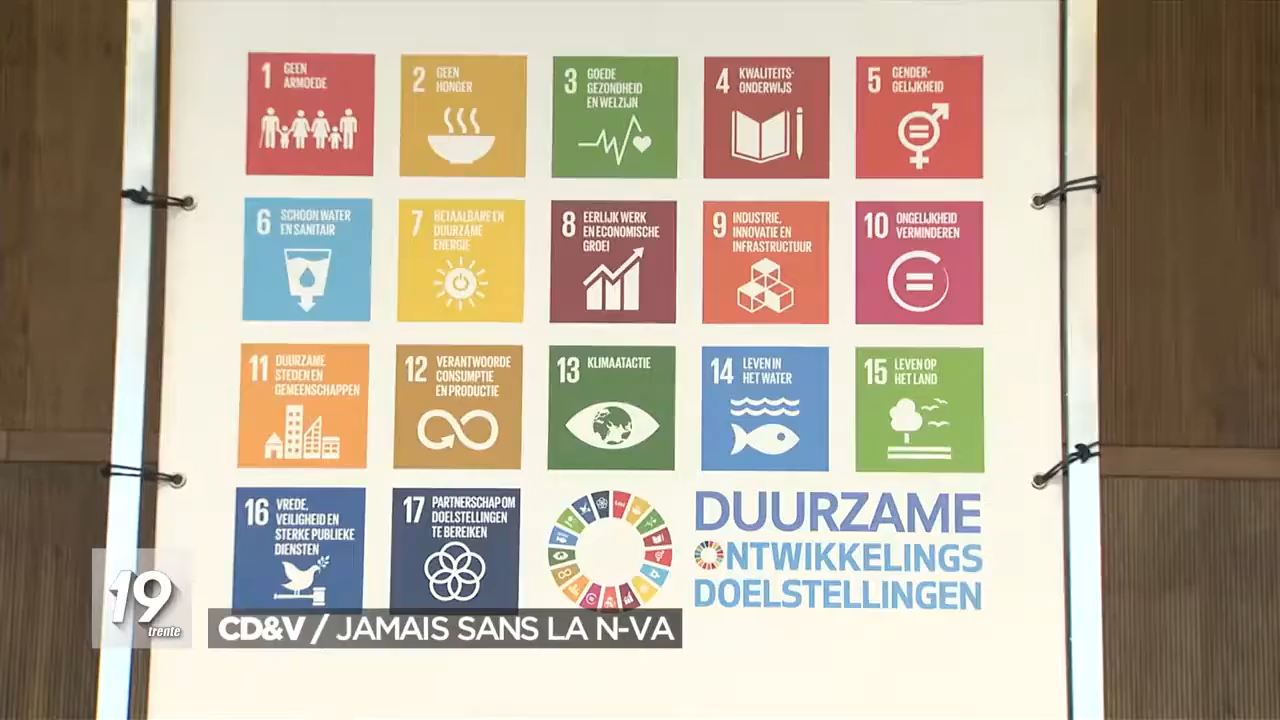 1 GEEN
ARMOEDE
2 GEEN
HONGER
3 GOEDE
GEZONDHEID
EN WELZIJN
4 KWALITEITS-
ONDERWIJS
5 GENDER-
GELIJKHEID
6 SCHOON WATER
EN SANITAIR
7 BETAALBARE EN
DUURZAME
ENERGIE
8 EERLIJK WERK
EN ECONOMISCHE
GROEI
9 INDUSTRIE,
INNOVATIE EN
INFRASTRUCTUUR
10 ONGELIJKHEID
VERMINDEREN
11 DUURZAME
STEDEN EN
GEMEENSCHAPPEN
12 VERANTWOORDE
CONSUMPTIE
EN PRODUCTIE
13 KLIMAATACTIE
14 LEVEN IN
HET WATER
15 LEVEN OP
HET LAND
16 VREDE,
VEILIGHEID EN
STERKE PUBLIEKE
DIENSTEN
17 PARTNERSCHAP OM
DOELSTELLINGEN
TE BEREIKEN
DUURZAME
ONTWIKKELINGS
DOELSTELLINGEN
19
trente
CD&V / JAMAIS SANS LA N-VA